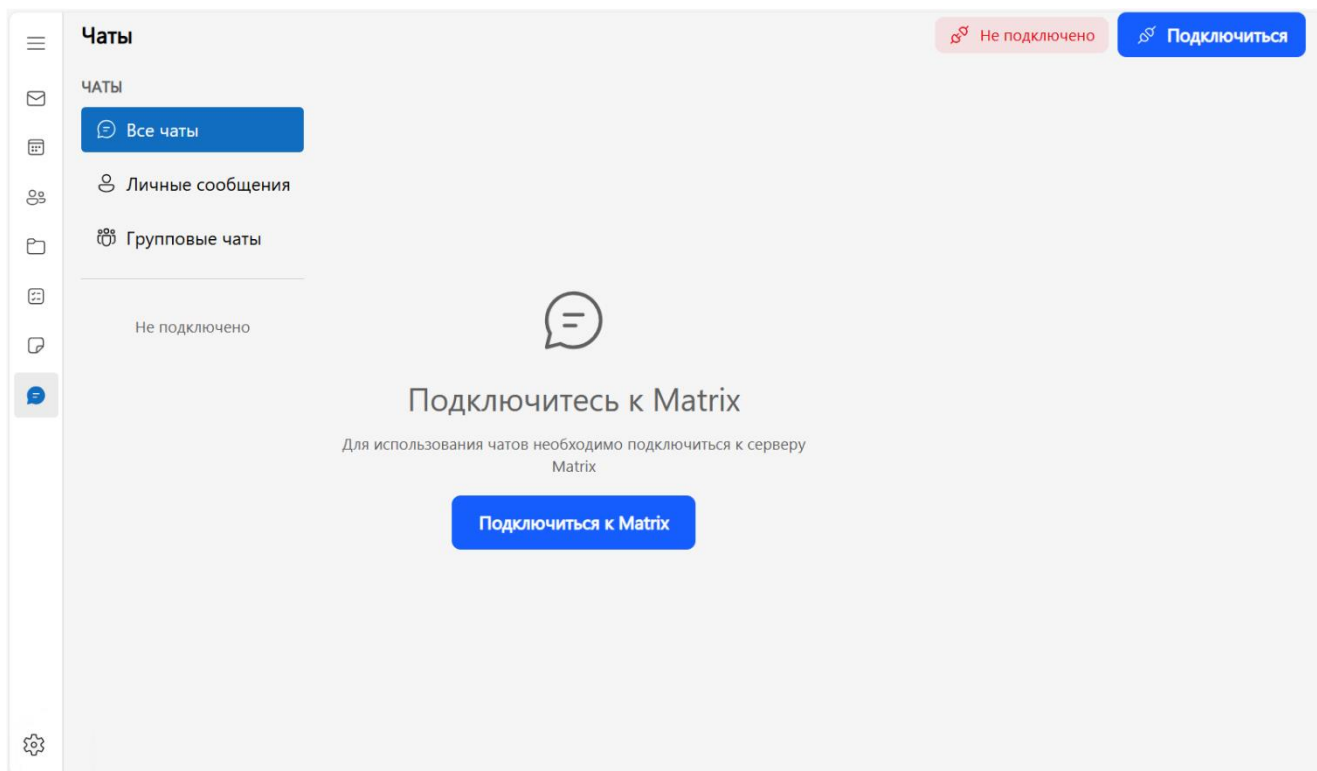 Чаты
Не подключено
Подключиться
ЧАТЫ
Все чаты
Личные сообщения
Групповые чаты
Не подключено
Подключитесь к Matrix
Для использования чатов необходимо подключиться к серверу
Matrix
Подключиться к Matrix